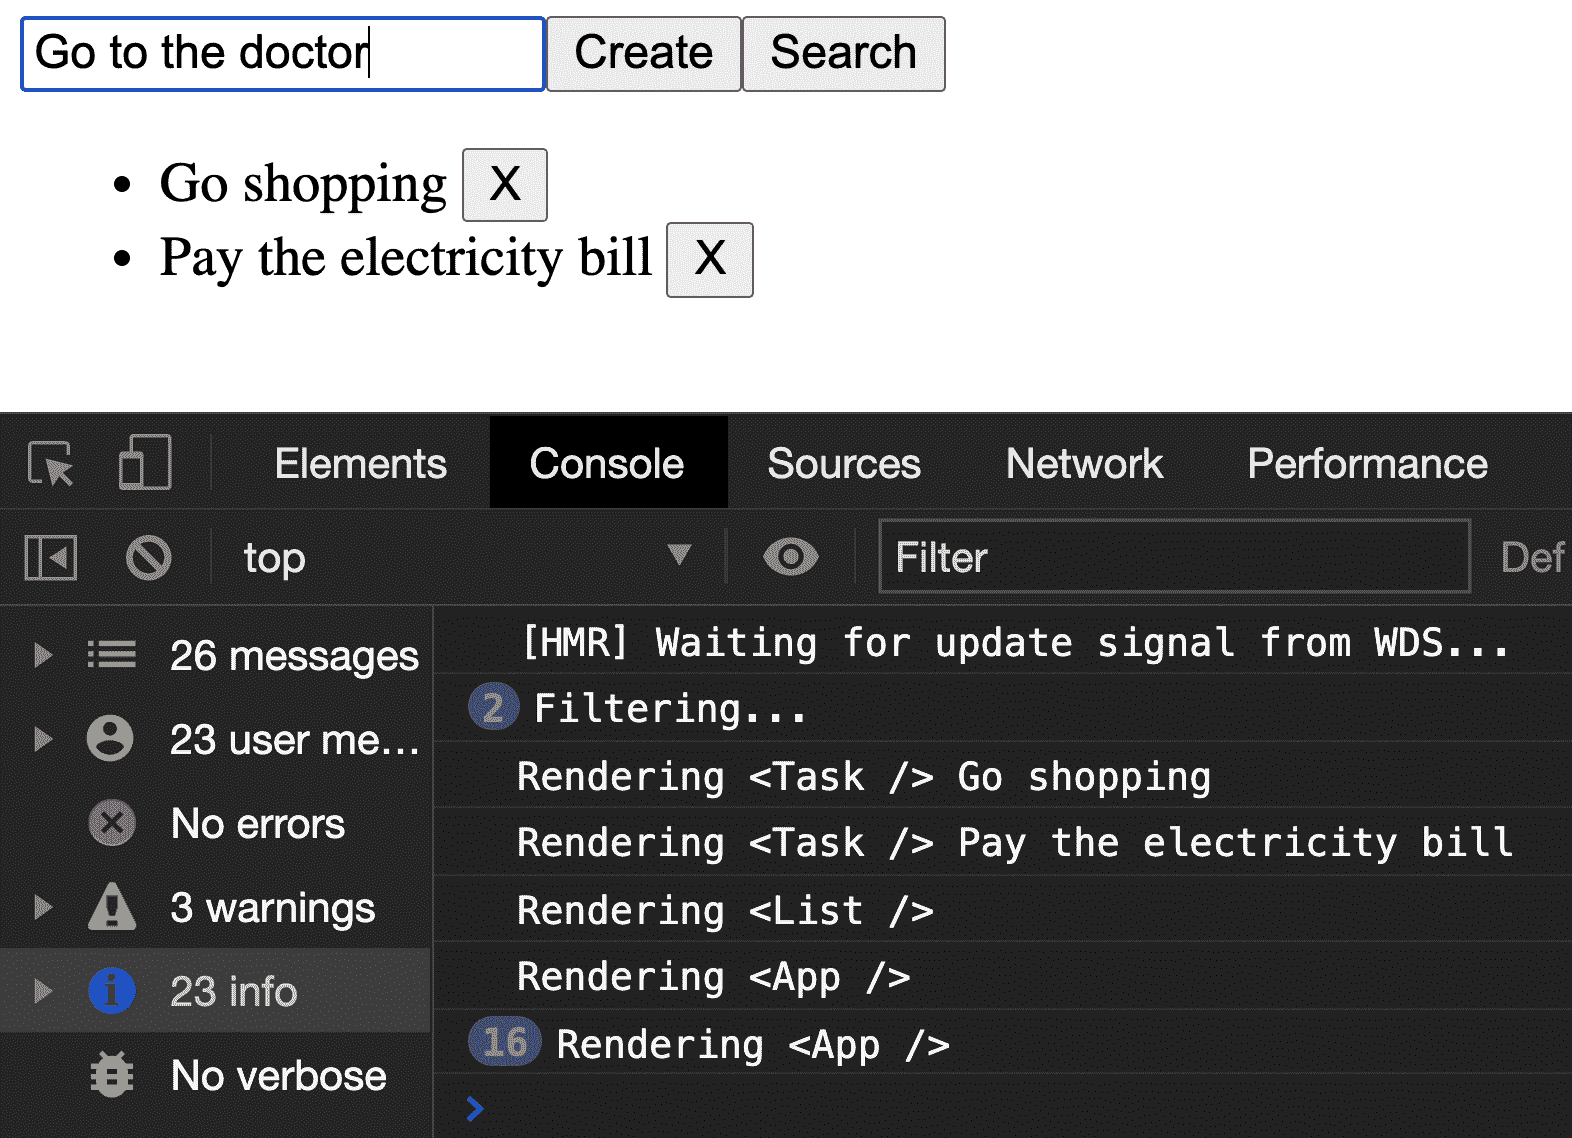 Go to the doctor Create Search
• Go shopping X
• Pay the electricity bill X
Elements Console Sources Network Performance
top Filter Def
26 messages
23 user me...
No errors
3 warnings
23 info
No verbose
[HMR] Waiting for update signal from WDS...
2 Filtering...
Rendering <Task /> Go shopping
Rendering <Task /> Pay the electricity bill
Rendering <List />
Rendering <App />
16 Rendering <App />